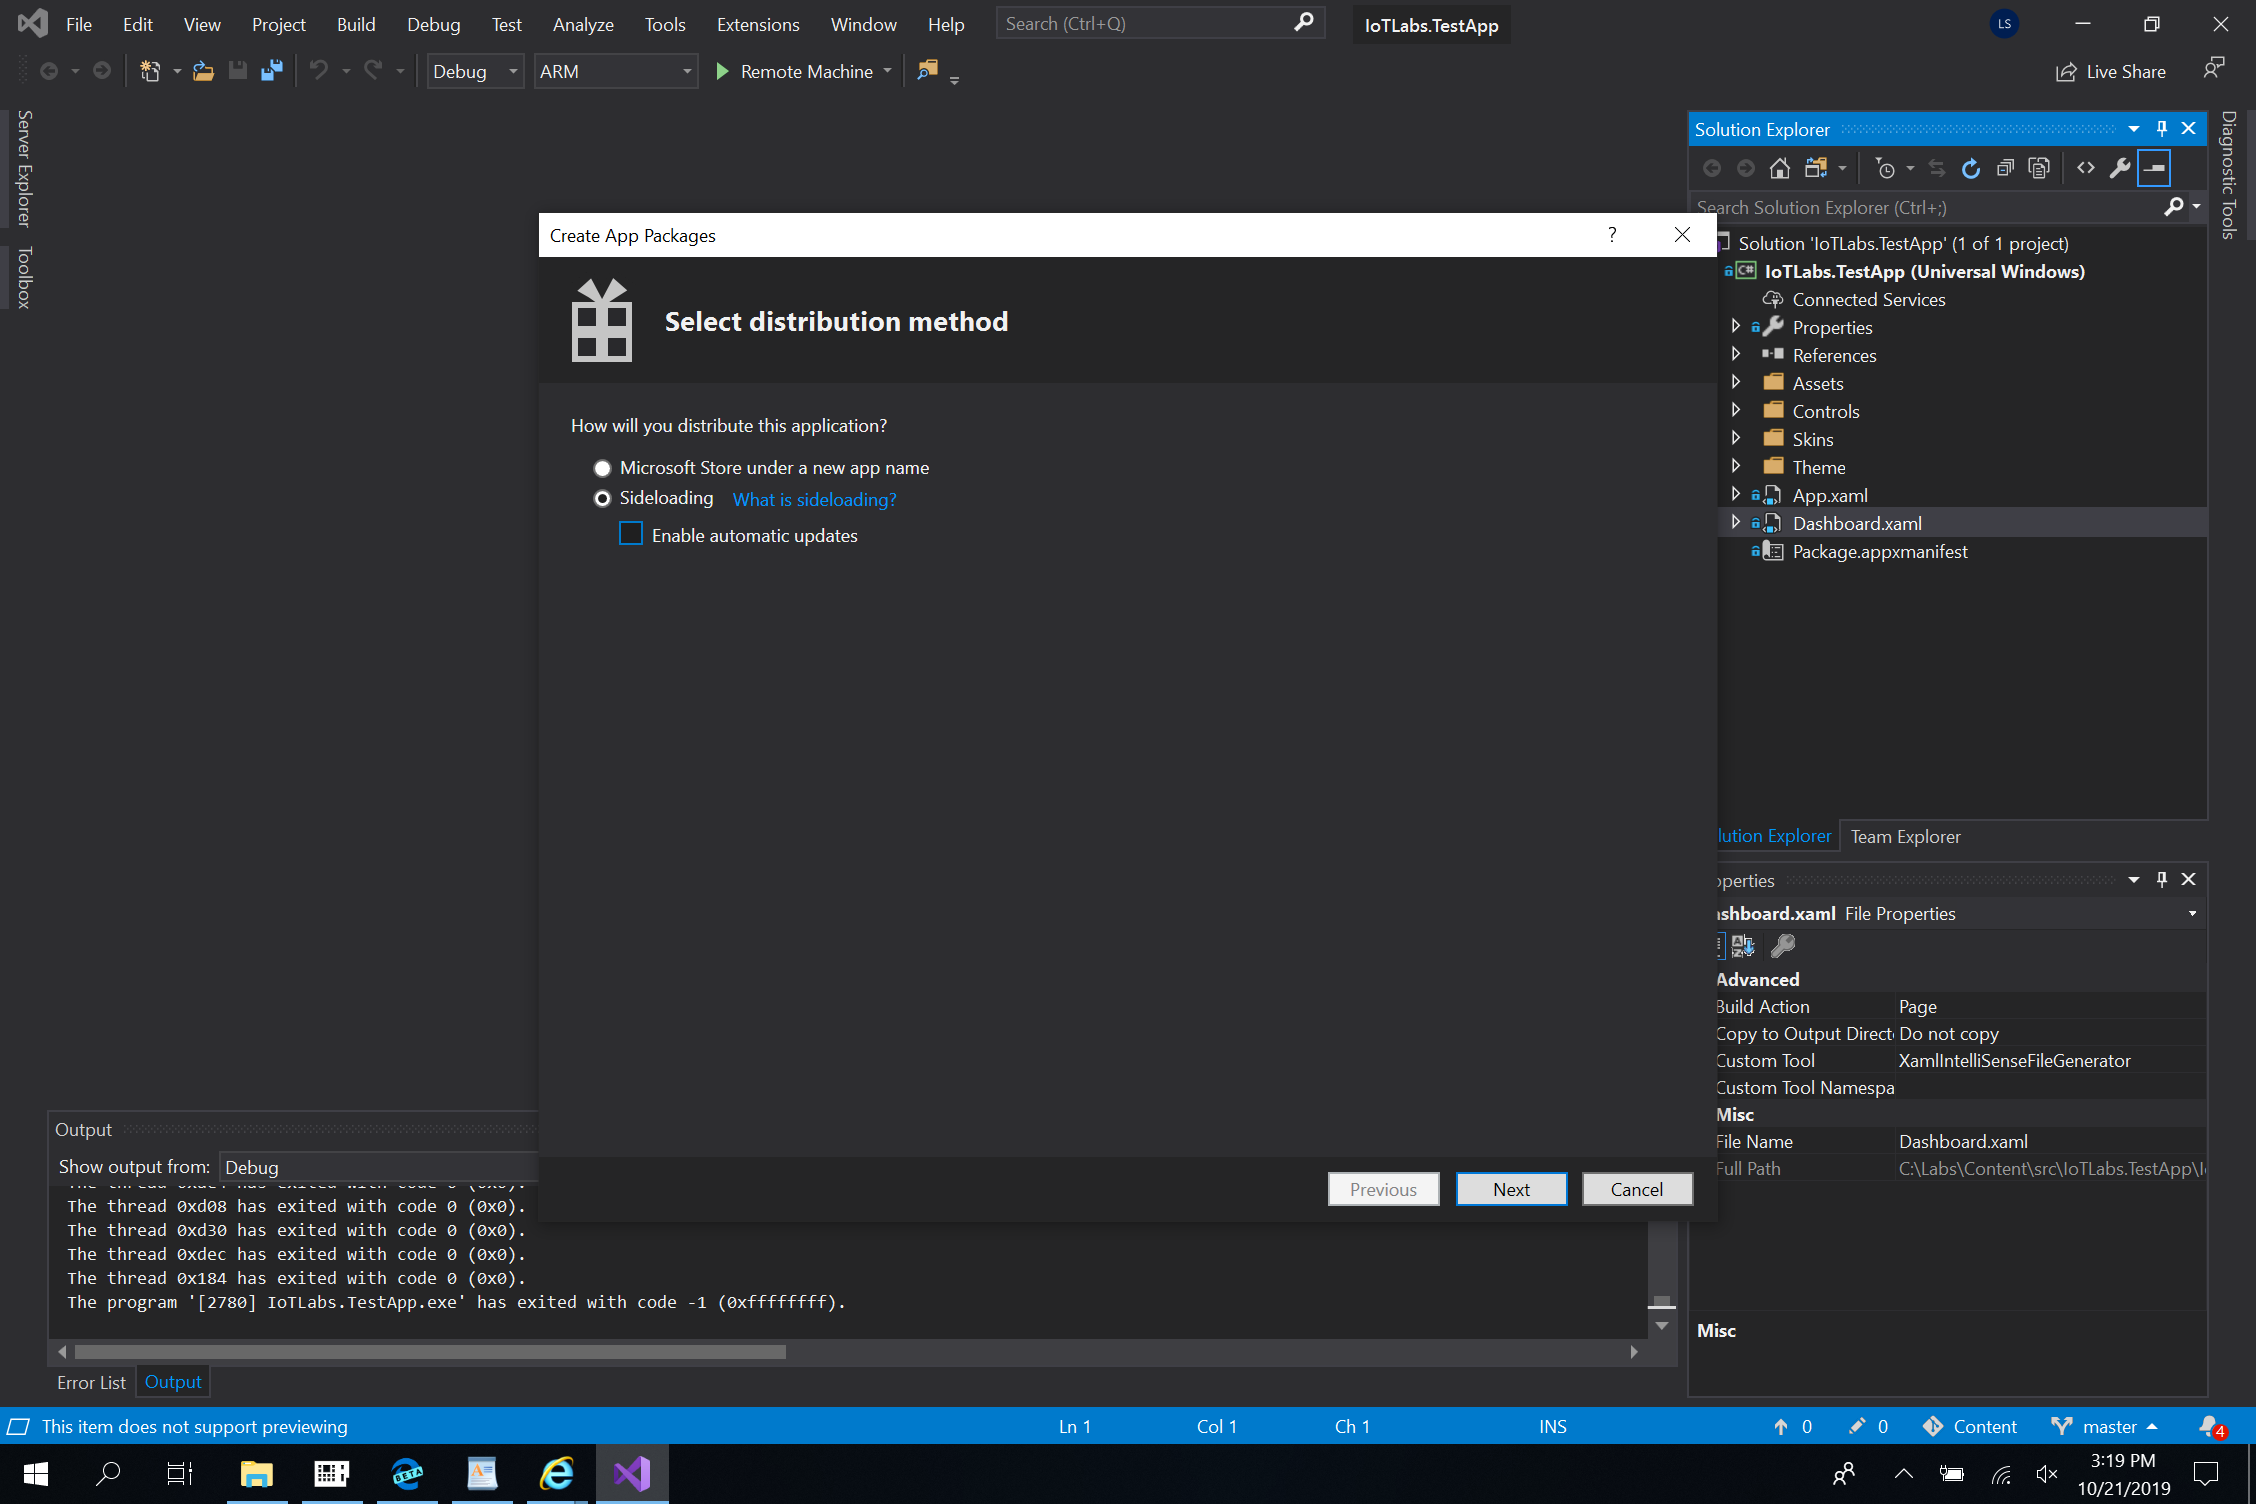 File Edit View Project Build Debug Test Analyze Tools Extensions Window Help Search (Ctrl+Q) IoTLabs.TestApp LS
Debug ARM Remote Machine Live Share
Server Explorer
Toolbox
Create App Packages ?
Select distribution method
How will you distribute this application?
Microsoft Store under a new app name
Sideloading What is sideloading?
Enable automatic updates
Previous Next Cancel
Solution Explorer
Search Solution Explorer (Ctrl+;)
Solution 'IoTLabs.TestApp' (1 of 1 project)
C# IoTLabs.TestApp (Universal Windows)
Connected Services
Properties
References
Assets
Controls
Skins
Theme
App.xaml
Dashboard.xaml
Package.appxmanifest
lution Explorer Team Explorer
Diagnostic Tools
operties
ashboard.xaml File Properties
Advanced
Build Action Page
Copy to Output Directo Do not copy
Custom Tool XamlIntelliSenseFileGenerator
Custom Tool Namespa
Misc
File Name Dashboard.xaml
Full Path C:\Labs\Content\src\IoTLabs.TestApp\I
Misc
Output
Show output from: Debug
The thread 0xd08 has exited with code 0 (0x0).
The thread 0xd30 has exited with code 0 (0x0).
The thread 0xdec has exited with code 0 (0x0).
The thread 0x184 has exited with code 0 (0x0).
The program '[2780] IoTLabs.TestApp.exe' has exited with code -1 (0xffffffff).
Error List Output
This item does not support previewing Ln 1 Col 1 Ch 1 INS 0 0 Content master 4
BETA
3:19 PM
10/21/2019